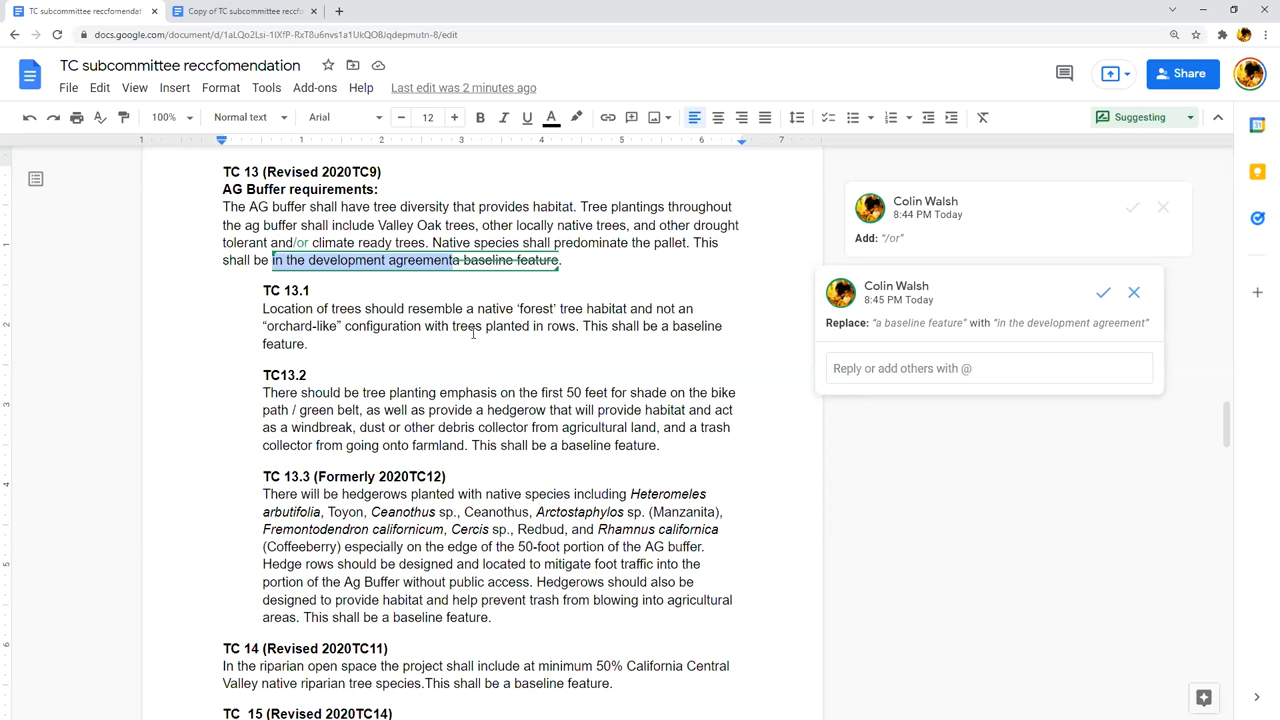 TC subcommittee reccfomendat
Copy of TC subcommittee reccfo
docs.google.com/document/d/1aLQo2Lsi-1IXfP-RxT8u6nvs1a1UkQO8Jqdepmutn-8/edit
TC subcommittee reccfomendation
File Edit View Insert Format Tools Add-ons Help Last edit was 2 minutes ago
Share
100% Normal text Arial 12 Suggesting
1 1 2 3 4 5 6 7
TC 13 (Revised 2020TC9)
AG Buffer requirements:
The AG buffer shall have tree diversity that provides habitat. Tree plantings throughout
the ag buffer shall include Valley Oak trees, other locally native trees, and other drought
tolerant and/or climate ready trees. Native species shall predominate the pallet. This
shall be in the development agreementa baseline feature.
TC 13.1
Location of trees should resemble a native ‘forest’ tree habitat and not an
“orchard-like” configuration with trees planted in rows. This shall be a baseline
feature.
TC13.2
There should be tree planting emphasis on the first 50 feet for shade on the bike
path / green belt, as well as provide a hedgerow that will provide habitat and act
as a windbreak, dust or other debris collector from agricultural land, and a trash
collector from going onto farmland. This shall be a baseline feature.
TC 13.3 (Formerly 2020TC12)
There will be hedgerows planted with native species including Heteromeles
arbutifolia, Toyon, Ceanothus sp., Ceanothus, Arctostaphylos sp. (Manzanita),
Fremontodendron californicum, Cercis sp., Redbud, and Rhamnus californica
(Coffeeberry) especially on the edge of the 50-foot portion of the AG buffer.
Hedge rows should be designed and located to mitigate foot traffic into the
portion of the Ag Buffer without public access. Hedgerows should also be
designed to provide habitat and help prevent trash from blowing into agricultural
areas. This shall be a baseline feature.
TC 14 (Revised 2020TC11)
In the riparian open space the project shall include at minimum 50% California Central
Valley native riparian tree species.This shall be a baseline feature.
TC 15 (Revised 2020TC14)
Colin Walsh
8:44 PM Today
Add: “/or”
Colin Walsh
8:45 PM Today
Replace: “a baseline feature” with “in the development agreement”
Reply or add others with @